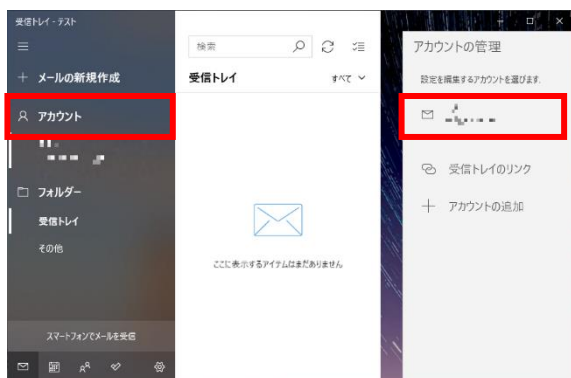 受信トレイ - テスト
メールの新規作成
アカウント
フォルダー
受信トレイ
その他
スマートフォンでメールを受信
検索
受信トレイ
すべて
ここに表示するアイテムはまだありません
アカウントの管理
設定を編集するアカウントを選びます.
受信トレイのリンク
アカウントの追加